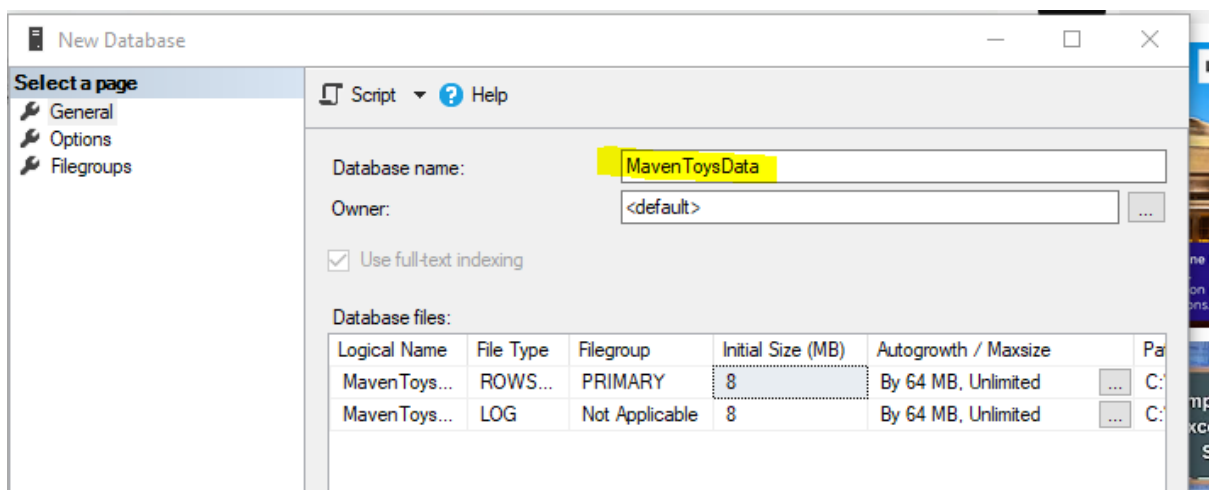 New Database
Select a page
General
Options
Filegroups
Script Help
Database name: MavenToysData
Owner: <default>
...
Use full-text indexing
Database files:
Logical Name File Type Filegroup Initial Size (MB) Autogrowth / Maxsize
MavenToys... ROWS... PRIMARY 8 By 64 MB, Unlimited ... C:
MavenToys... LOG Not Applicable 8 By 64 MB, Unlimited ... C: